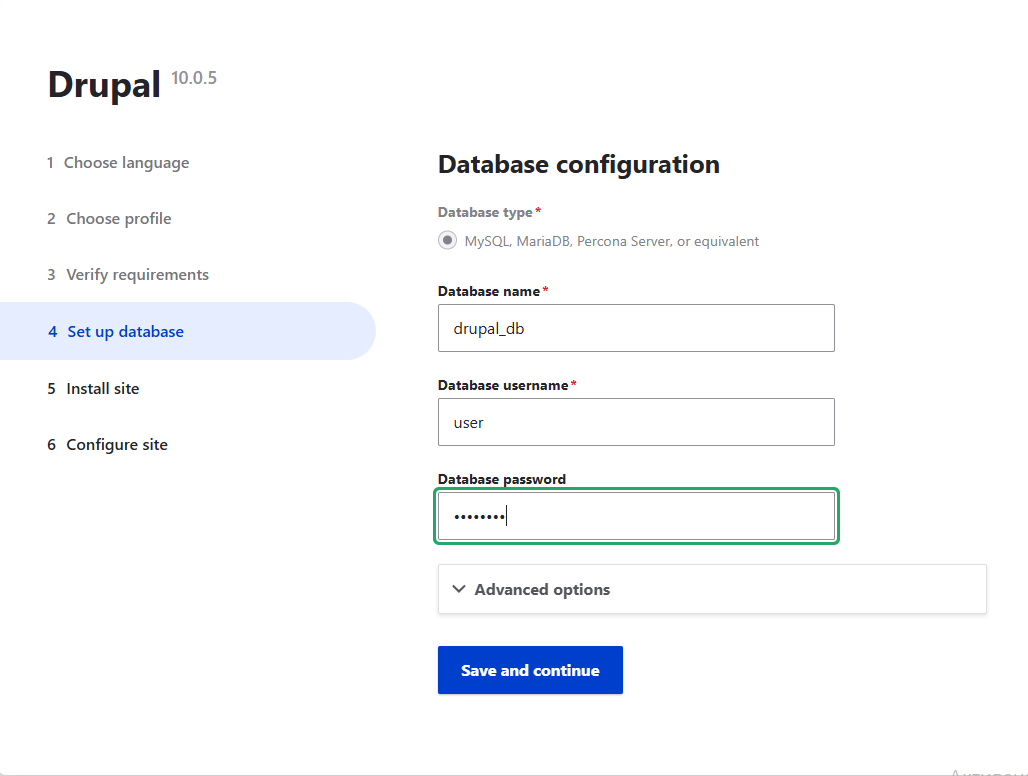 Drupal 10.0.5
1 Choose language
2 Choose profile
3 Verify requirements
4 Set up database
5 Install site
6 Configure site
Database configuration
Database type*
MySQL, MariaDB, Percona Server, or equivalent
Database name*
drupal_db
Database username*
user
Database password
••••••••
Advanced options
Save and continue